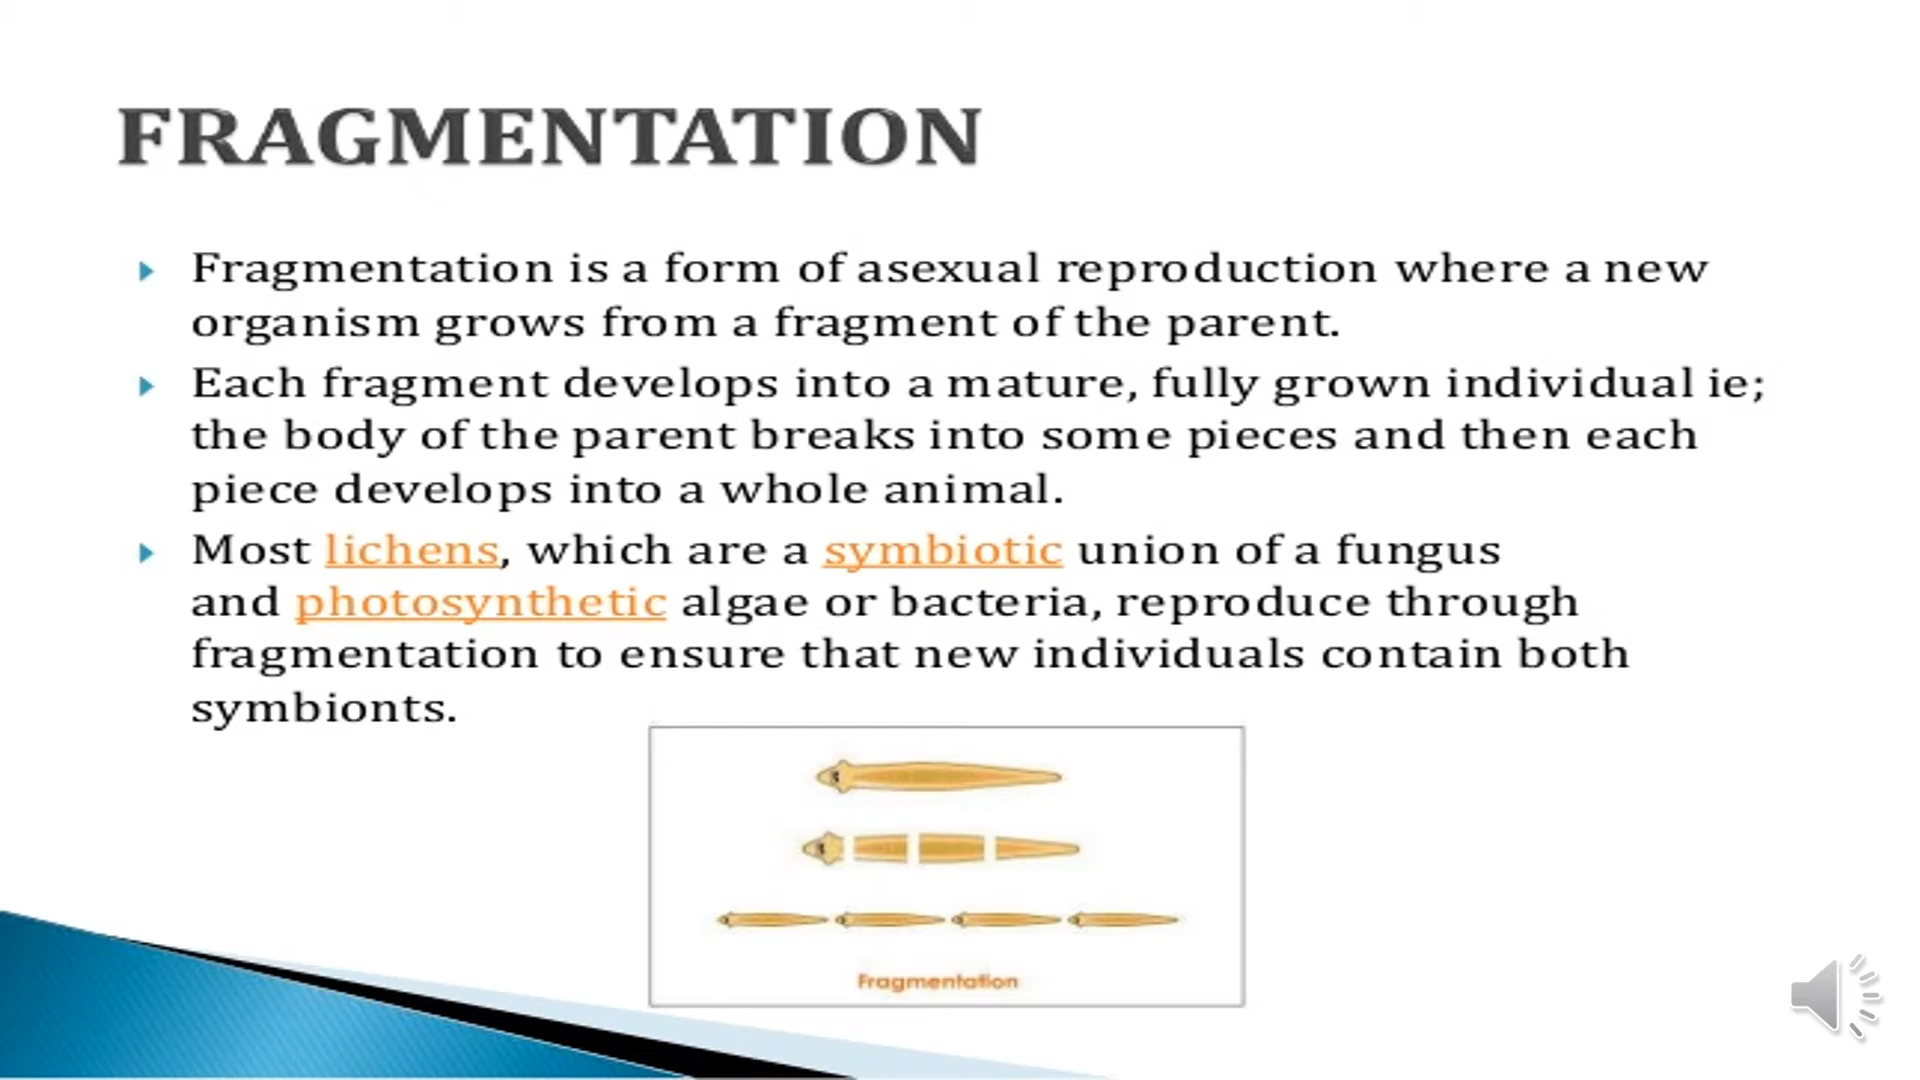 FRAGMENTATION
Fragmentation is a form of asexual reproduction where a new
organism grows from a fragment of the parent.
Each fragment develops into a mature, fully grown individual ie;
the body of the parent breaks into some pieces and then each
piece develops into a whole animal.
Most lichens, which are a symbiotic union of a fungus
and photosynthetic algae or bacteria, reproduce through
fragmentation to ensure that new individuals contain both
symbionts.
Fragmentation